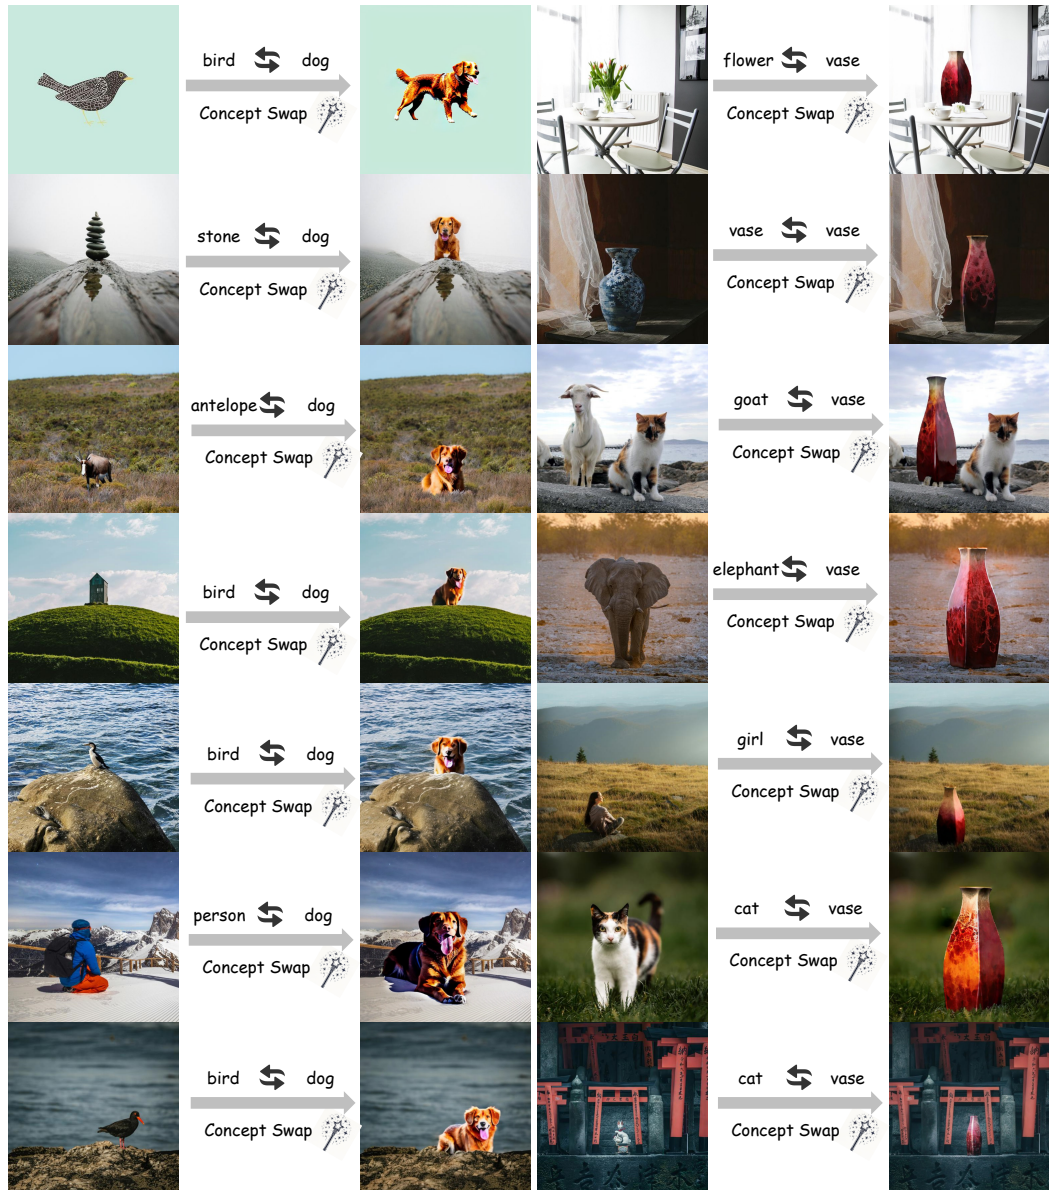 bird dog
Concept Swap
flower vase
Concept Swap
stone dog
Concept Swap
vase vase
Concept Swap
antelope dog
Concept Swap
goat vase
Concept Swap
bird dog
Concept Swap
elephant vase
Concept Swap
bird dog
Concept Swap
girl vase
Concept Swap
person dog
Concept Swap
cat vase
Concept Swap
bird dog
Concept Swap
cat vase
Concept Swap